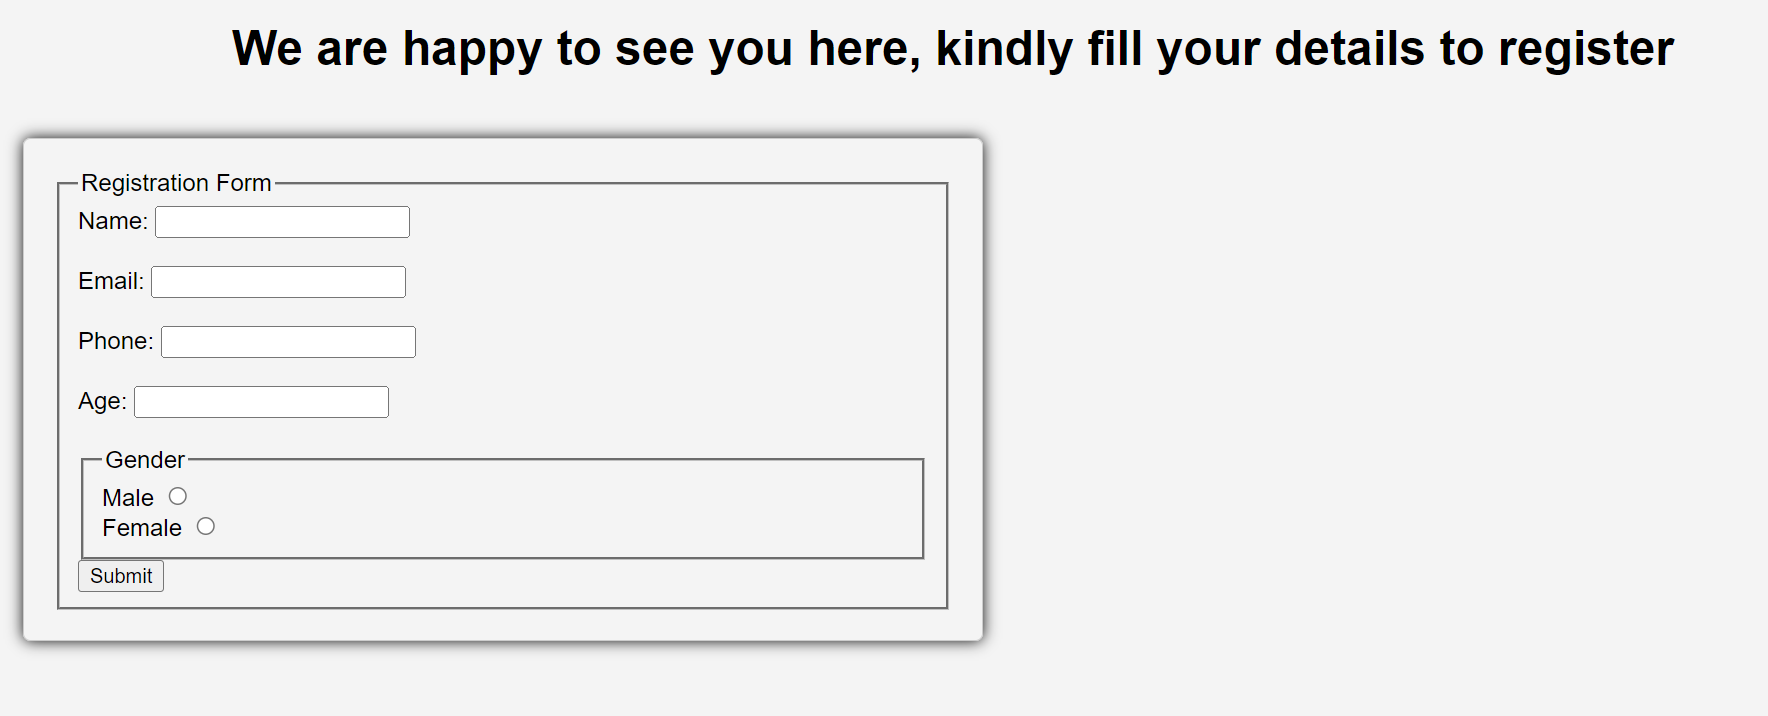 We are happy to see you here, kindly fill your details to register
Registration Form
Name:
Email:
Phone:
Age:
Gender
Male
Female
Submit